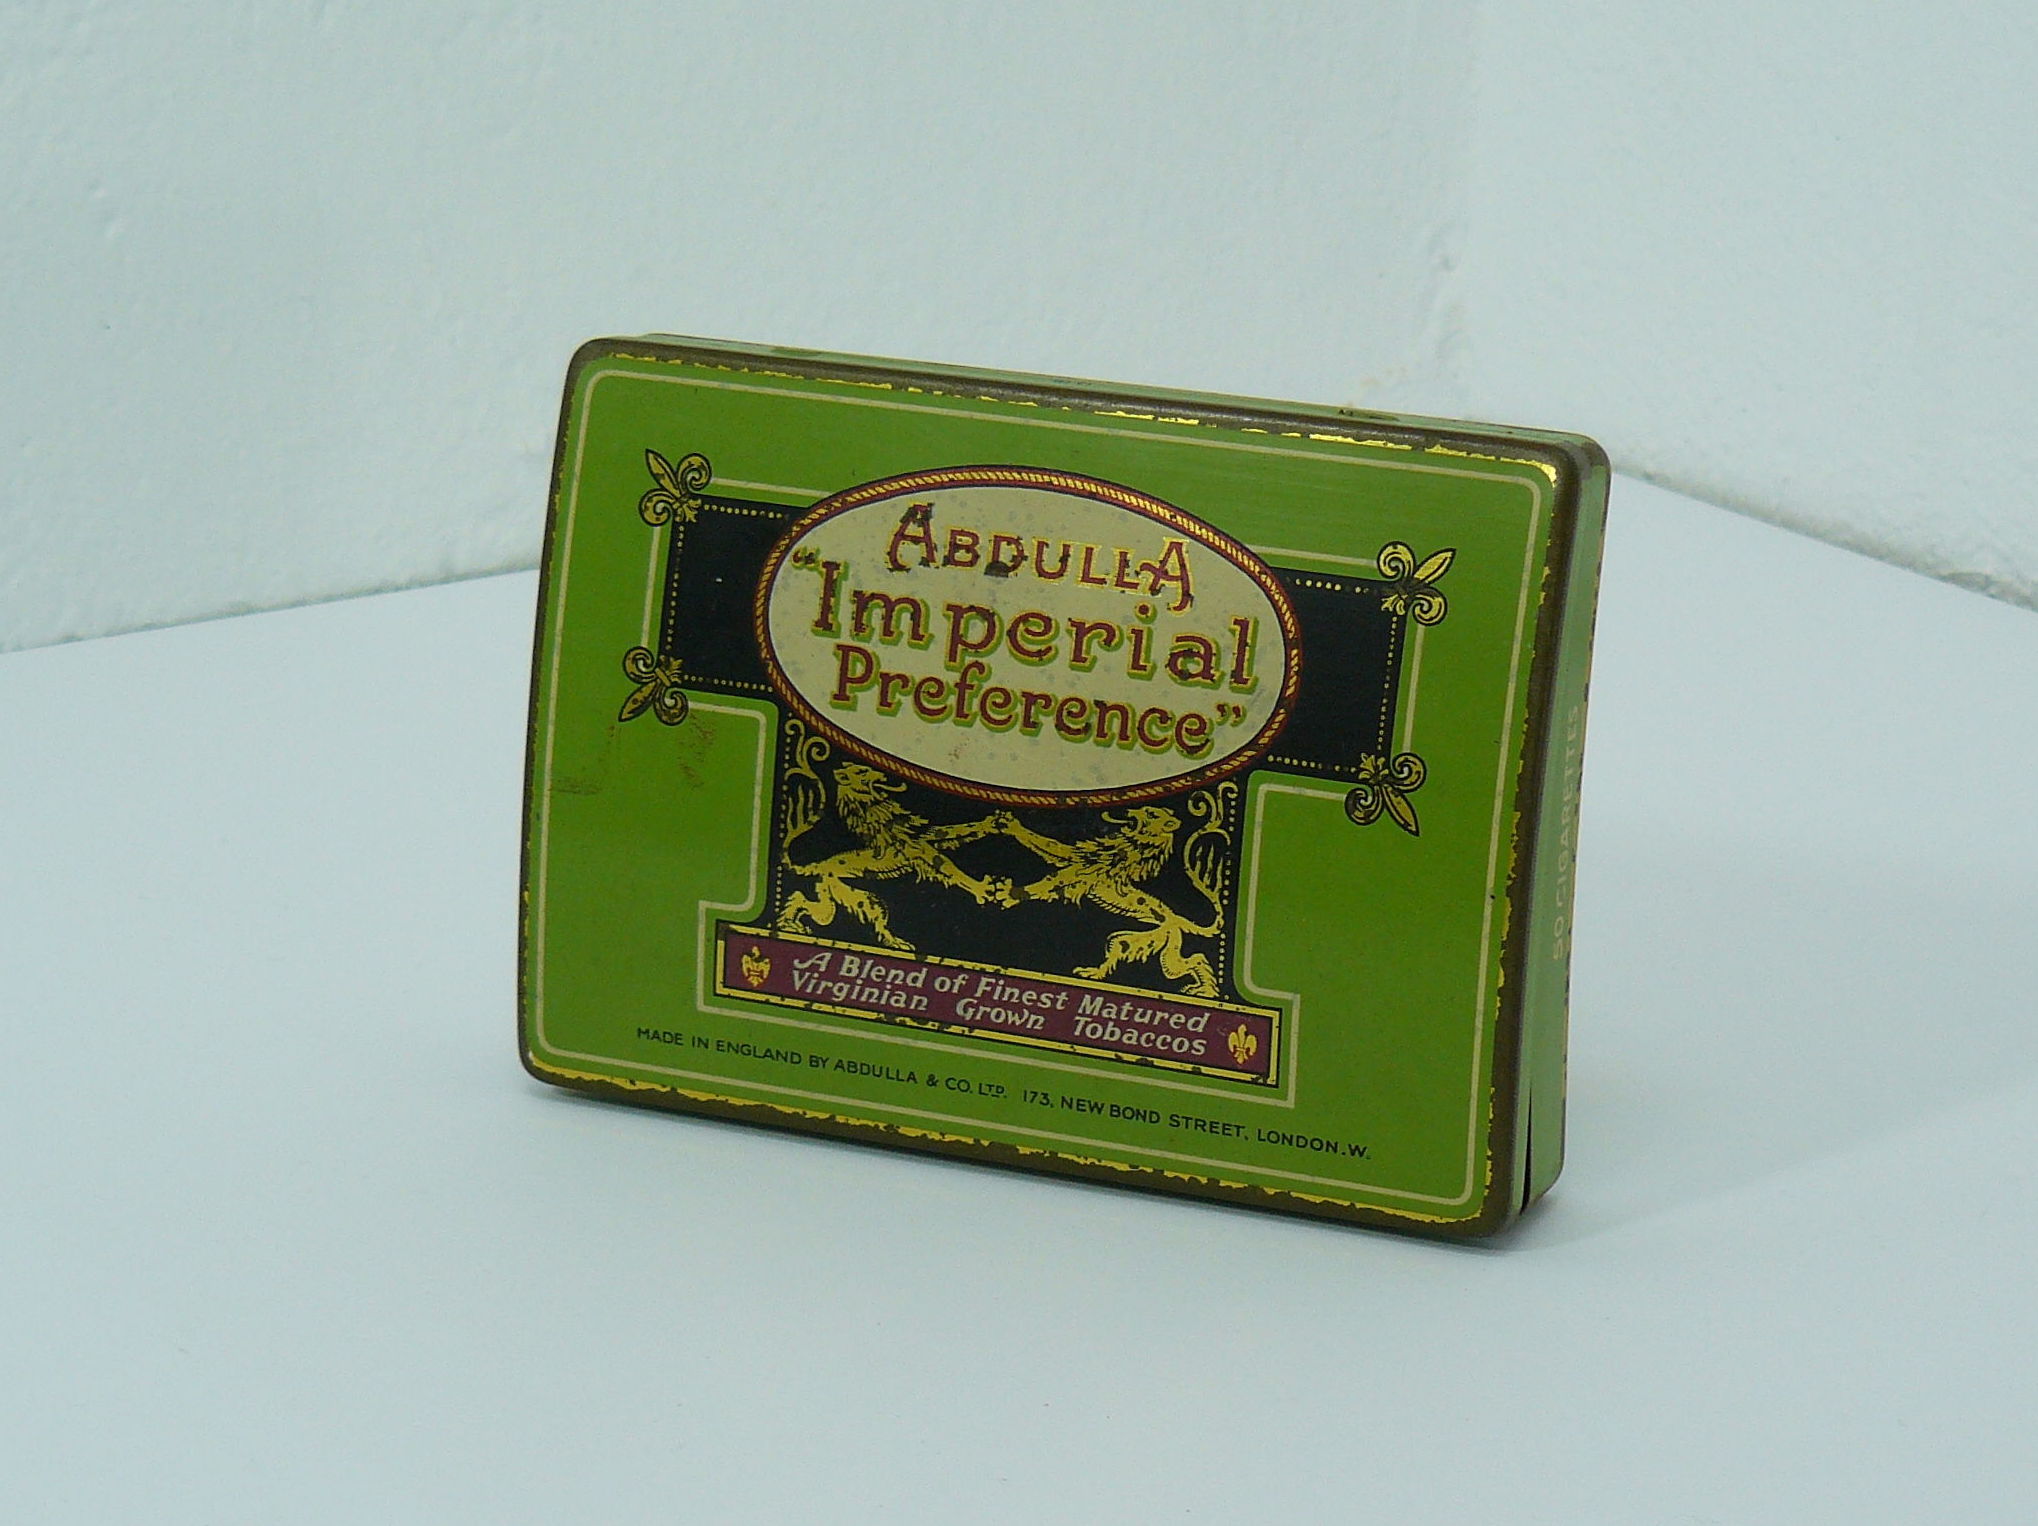 ABDULLA
"Imperial
Preference"
A Blend of Finest Matured
Virginian Grown Tobaccos
MADE IN ENGLAND BY ABDULLA & CO. LTD. 173, NEW BOND STREET, LONDON. W.
50 CIGARETTES